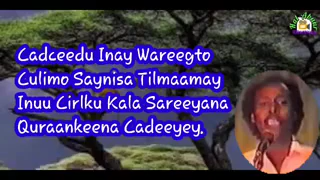 Cadceedu Inay Wareegto
Culimo Saynisa Tilmaamay
Inuu Cirlku Kala Sareeyana
Quraankeena Cadeeyey.